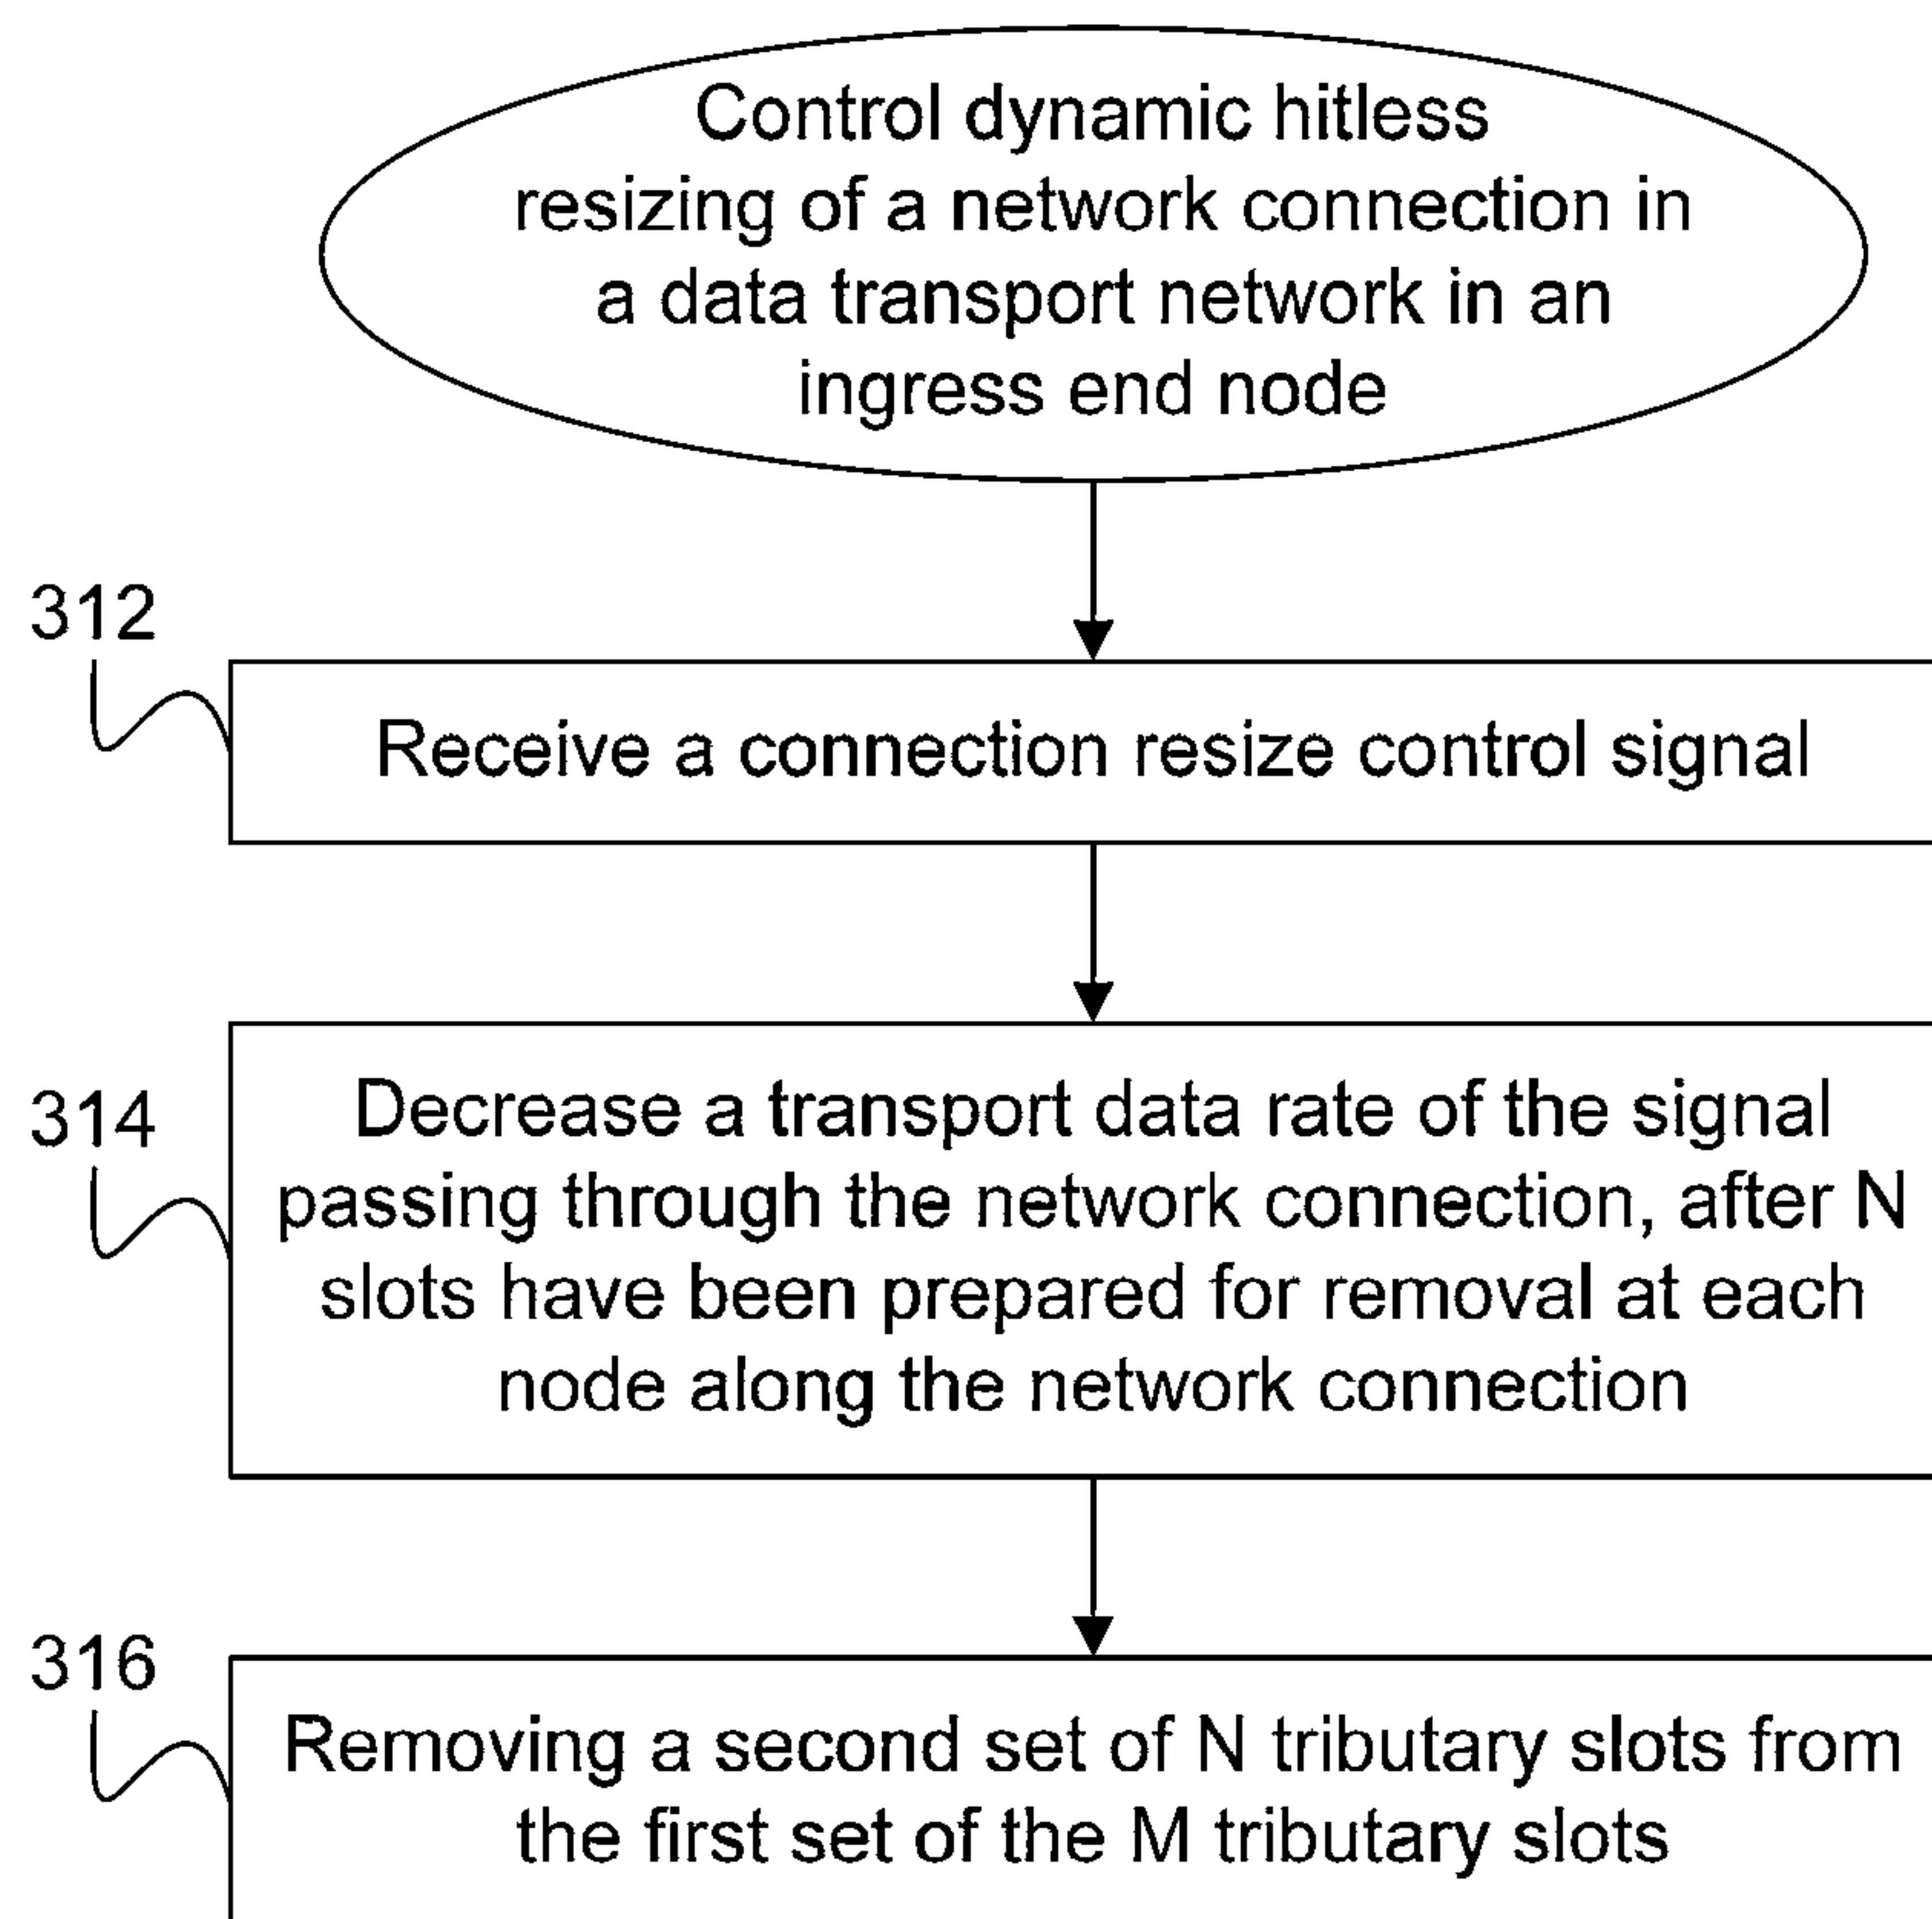 Control dynamic hitless
resizing of a network connection in
a data transport network in an
ingress end node
312
Receive a connection resize control signal
314
Decrease a transport data rate of the signal
passing through the network connection, after N
slots have been prepared for removal at each
node along the network connection
316
Removing a second set of N tributary slots from
the first set of the M tributary slots